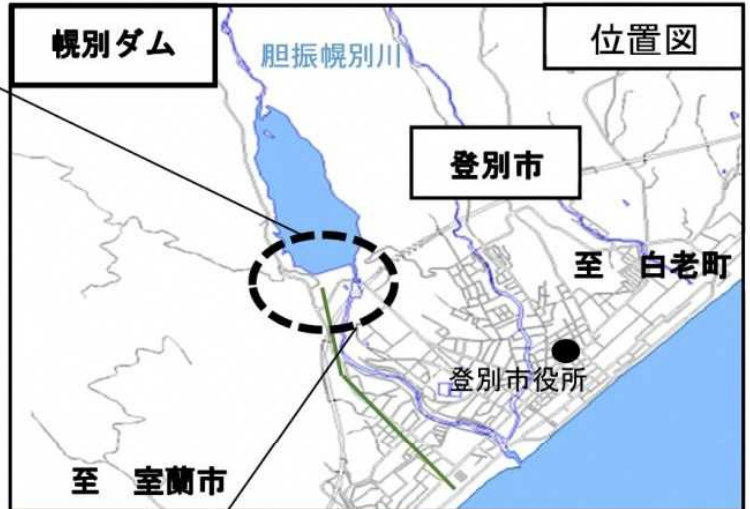 幌別ダム
胆振幌別川
位置図
登別市
至　白老町
登別市役所
至　室蘭市